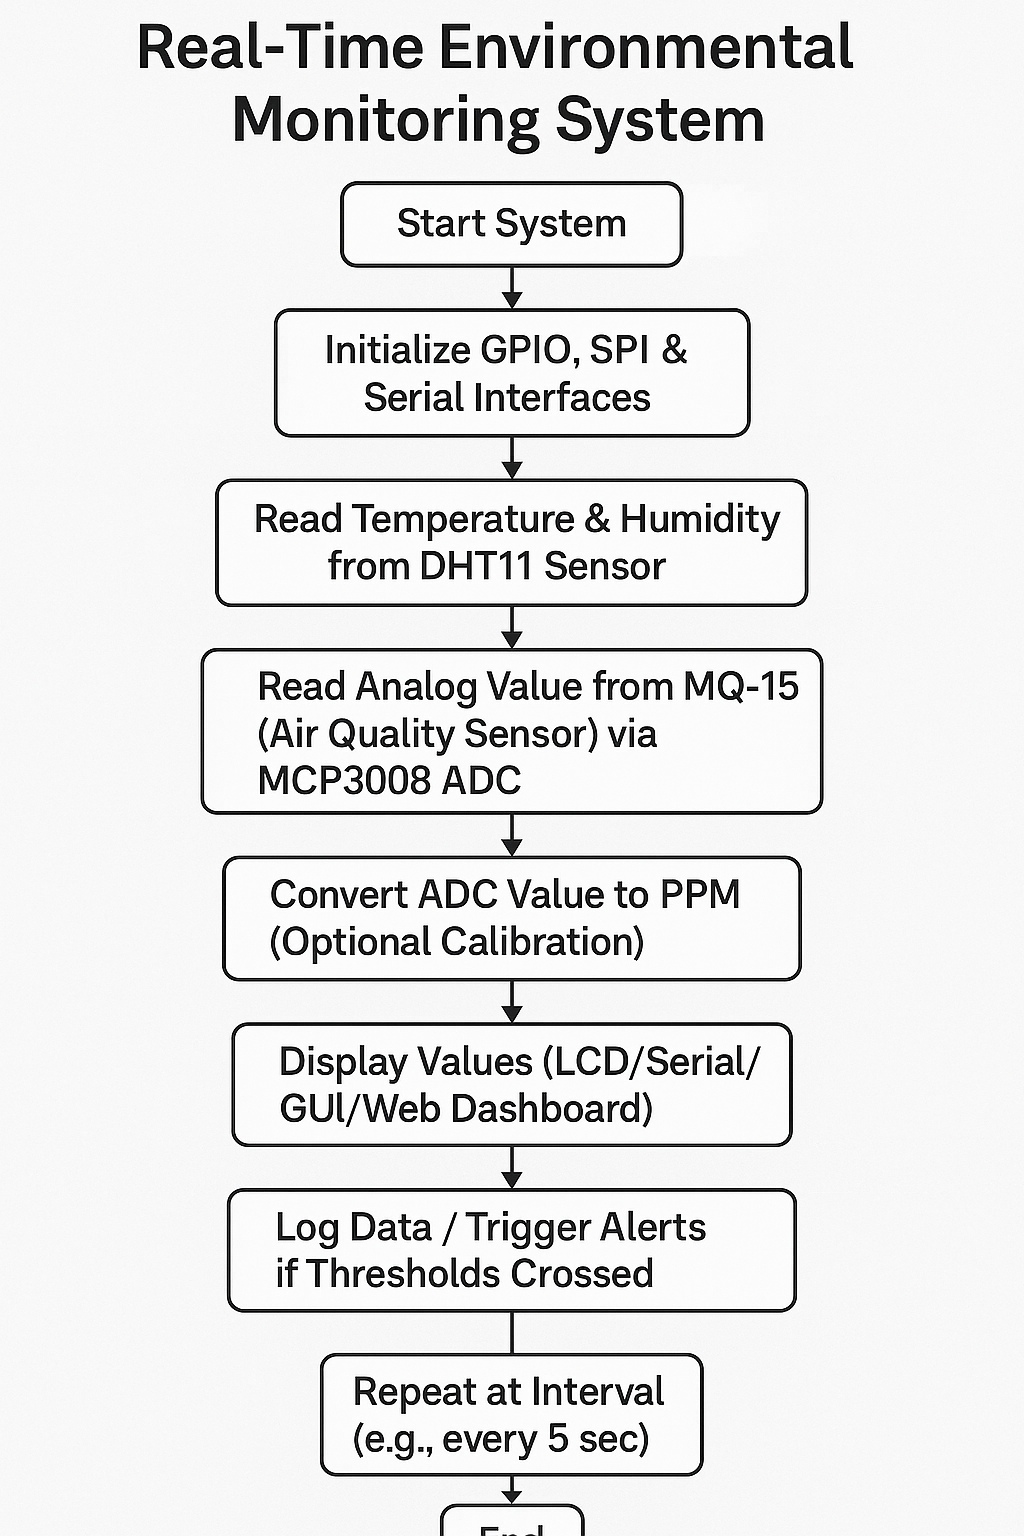 Real-Time Environmental
Monitoring System
Start System
Initialize GPIO, SPI &
Serial Interfaces
Read Temperature & Humidity
from DHT11 Sensor
Read Analog Value from MQ-15
(Air Quality Sensor) via
MCP3008 ADC
Convert ADC Value to PPM
(Optional Calibration)
Display Values (LCD/Serial/
GUl/Web Dashboard)
Log Data / Trigger Alerts
if Thresholds Crossed
Repeat at Interval
(e.g., every 5 sec)
End